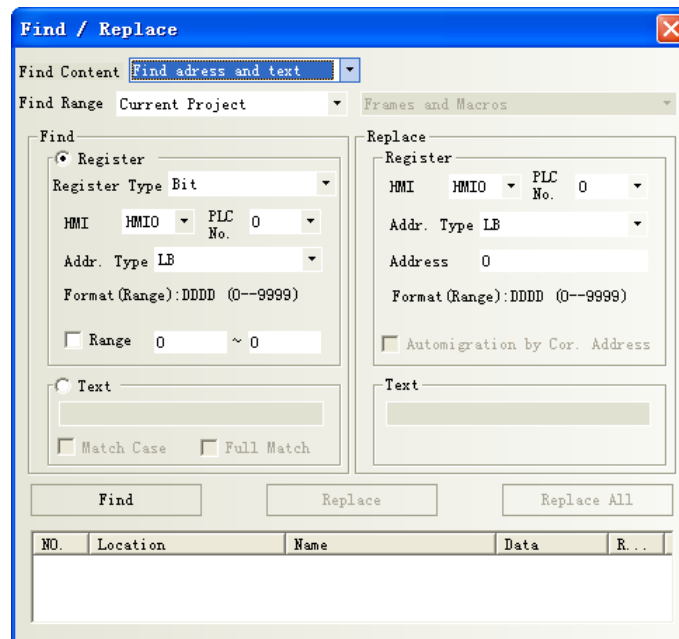 Find / Replace
Find Content Find adress and text
Find Range Current Project Frames and Macros
Find
Register
Register Type Bit
HMI HMI0 PLC No. 0
Addr. Type LB
Format(Range):DDDD (0--9999)
Range 0 ~ 0
Text
Match Case Full Match
Replace
Register
HMI HMI0 PLC No. 0
Addr. Type LB
Address 0
Format(Range):DDDD (0--9999)
Automigration by Cor. Address
Text
Find Replace Replace All
NO. Location Name Data R...